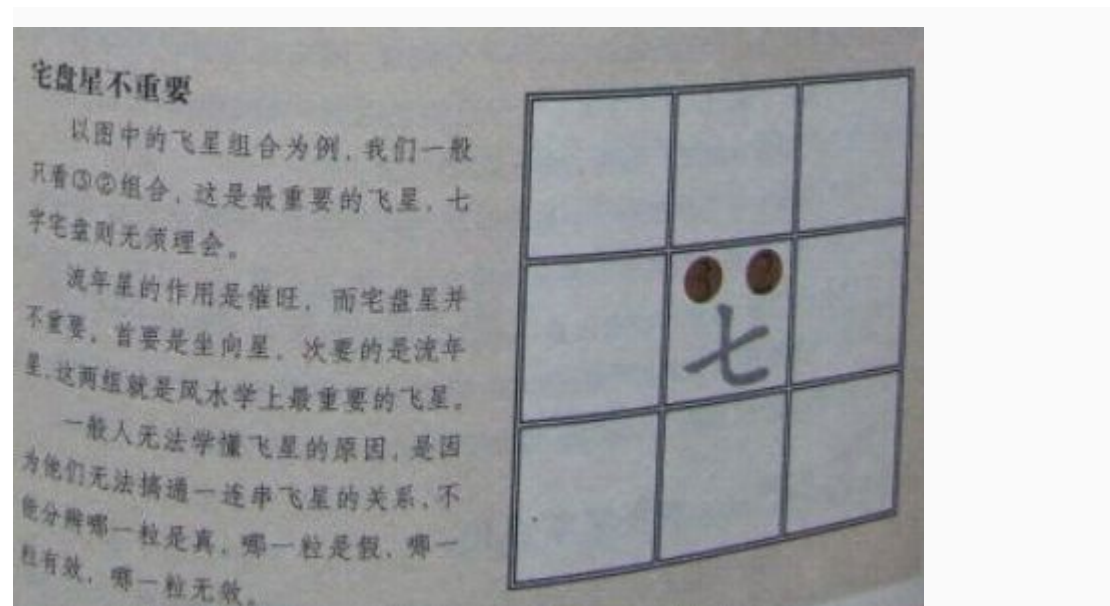 宅盘星不重要
以图中的飞星组合为例，我们一般
只看⑤②组合，这是最重要的飞星，七
字宅盘则无须理会。
流年星的作用是催旺，而宅盘星并
不重要，首要是坐向星，次要的是流年
星，这两组就是风水学上最重要的飞星。
一般人无法学懂飞星的原因，是因
为他们无法搞通一连串飞星的关系，不
能分辨哪一粒是真，哪一粒是假，哪一
粒有效，哪一粒无效。
七